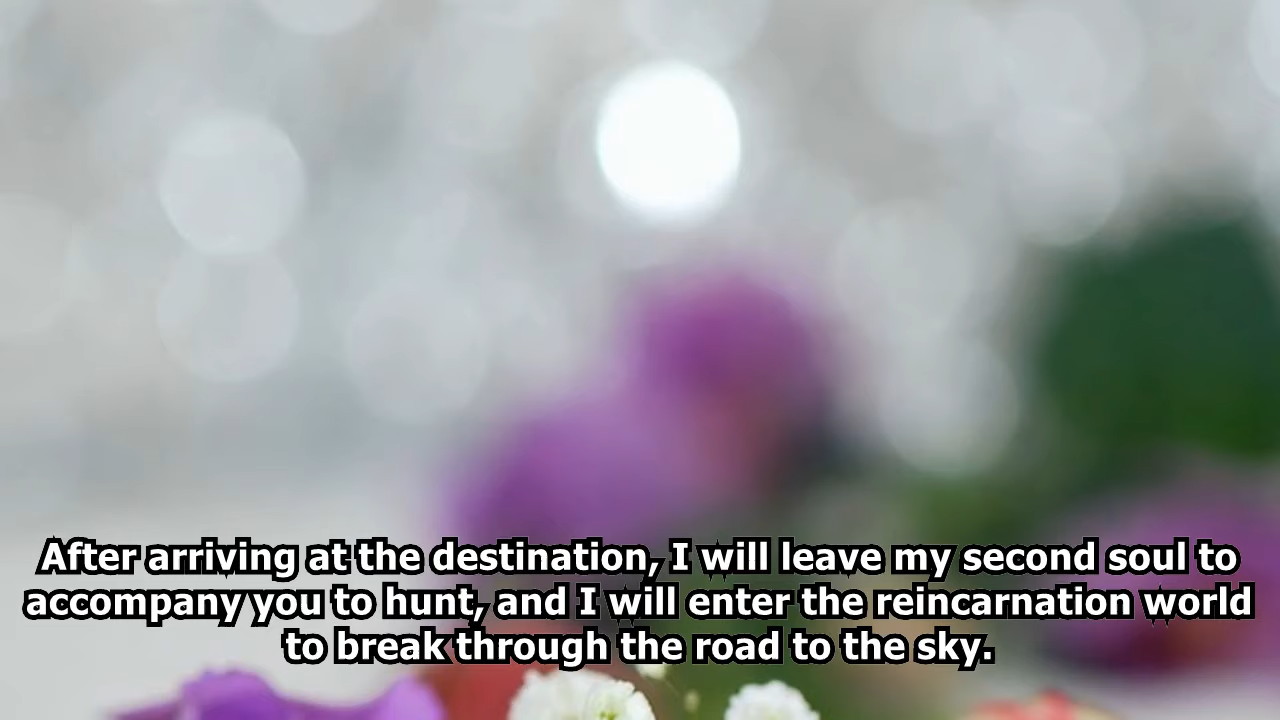 After arriving at the destination, I will leave my second soul to
accompany you to hunt, and I will enter the reincarnation world
to break through the road to the sky.